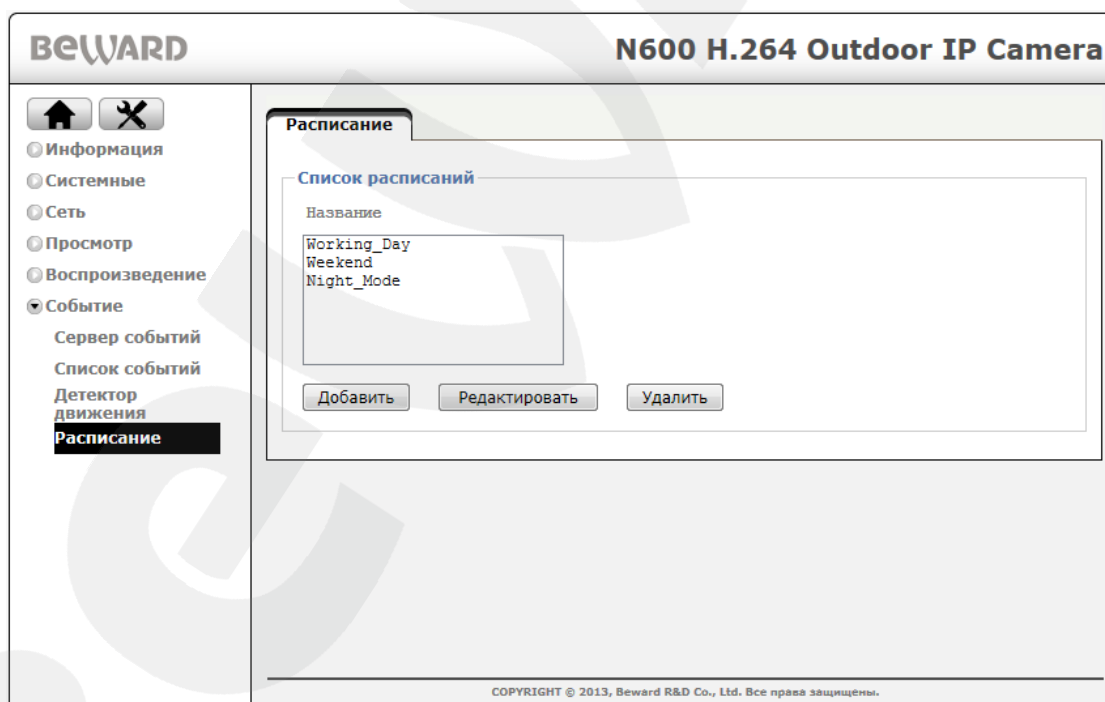 BEWARD
N600 H.264 Outdoor IP Camera
Информация
Системные
Сеть
Просмотр
Воспроизведение
Событие
Сервер событий
Список событий
Детектор
движения
Расписание
Расписание
Список расписаний
Название
Working_Day
Weekend
Night_Mode
Добавить
Редактировать
Удалить
COPYRIGHT © 2013, Beward R&D Co., Ltd. Все права защищены.